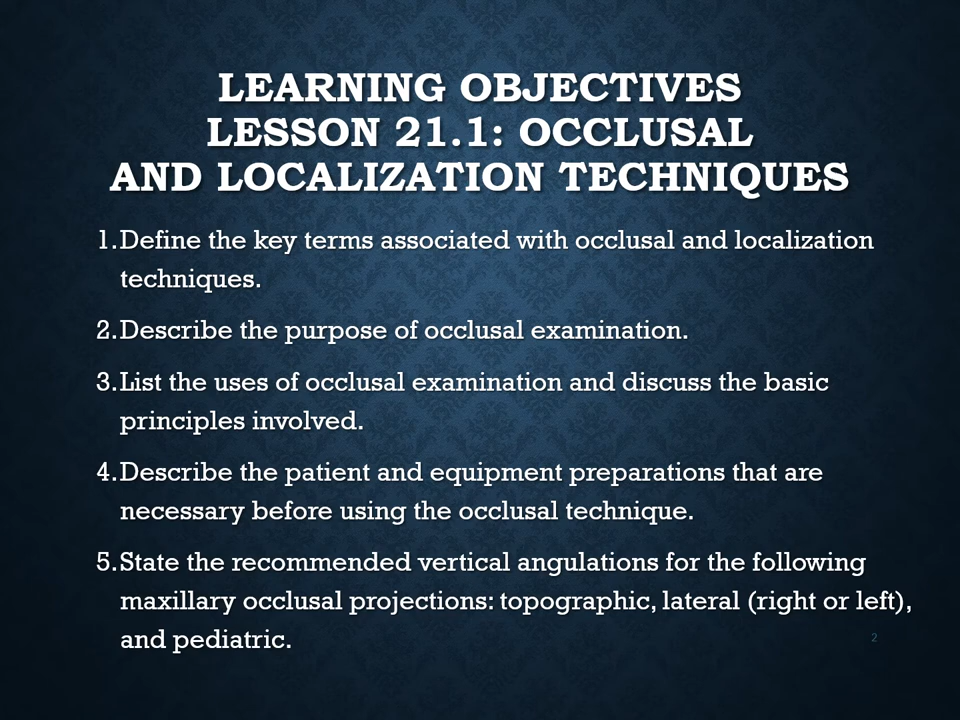 LEARNING OBJECTIVES
LESSON 21.1: OCCLUSAL
AND LOCALIZATION TECHNIQUES
1. Define the key terms associated with occlusal and localization
techniques.
2. Describe the purpose of occlusal examination.
3. List the uses of occlusal examination and discuss the basic
principles involved.
4. Describe the patient and equipment preparations that are
necessary before using the occlusal technique.
5. State the recommended vertical angulations for the following
maxillary occlusal projections: topographic, lateral (right or left),
and pediatric.
2